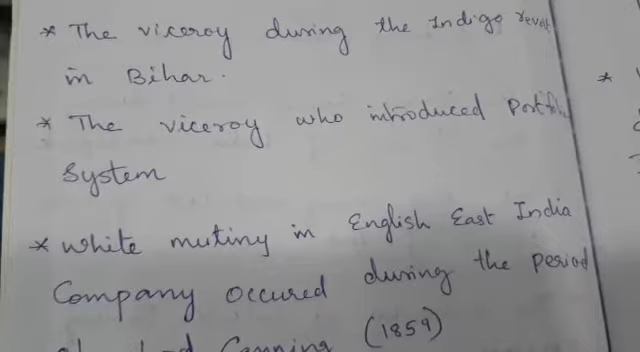 * The viceroy during the Indigo revolt
in Bihar.
* The viceroy who introduced Portfolio
System
* White mutiny in English East India
Company occured during the period
Canning (1859)